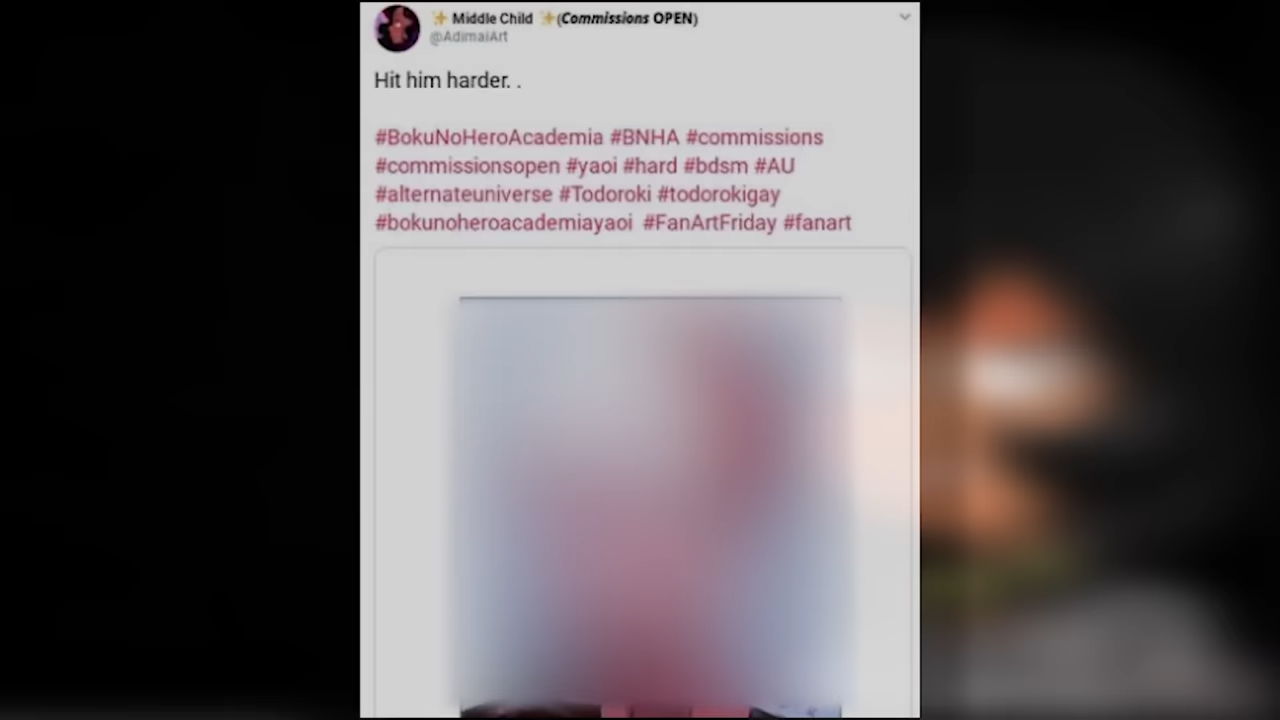 ✨ Middle Child ✨(Commissions OPEN)
@AdimaiArt
Hit him harder. .
#BokuNoHeroAcademia #BNHA #commissions
#commissionsopen #yaoi #hard #bdsm #AU
#alternateuniverse #Todoroki #todorokigay
#bokunoheroacademiayaoi #FanArtFriday #fanart